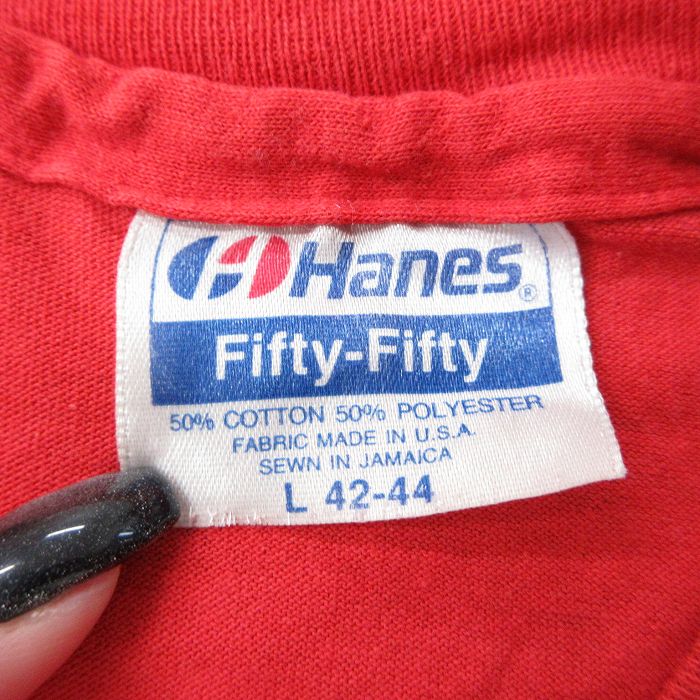 Hanes®
Fifty-Fifty
50% COTTON 50% POLYESTER
FABRIC MADE IN U.S.A.
SEWN IN JAMAICA
L 42-44